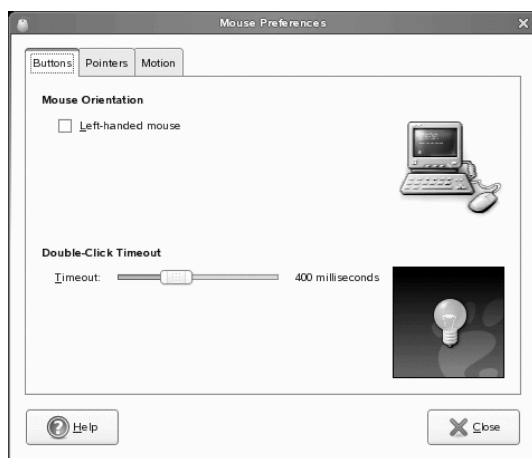 Mouse Preferences
Buttons Pointers Motion
Mouse Orientation
Left-handed mouse
Double-Click Timeout
Timeout: 400 milliseconds
Help Close